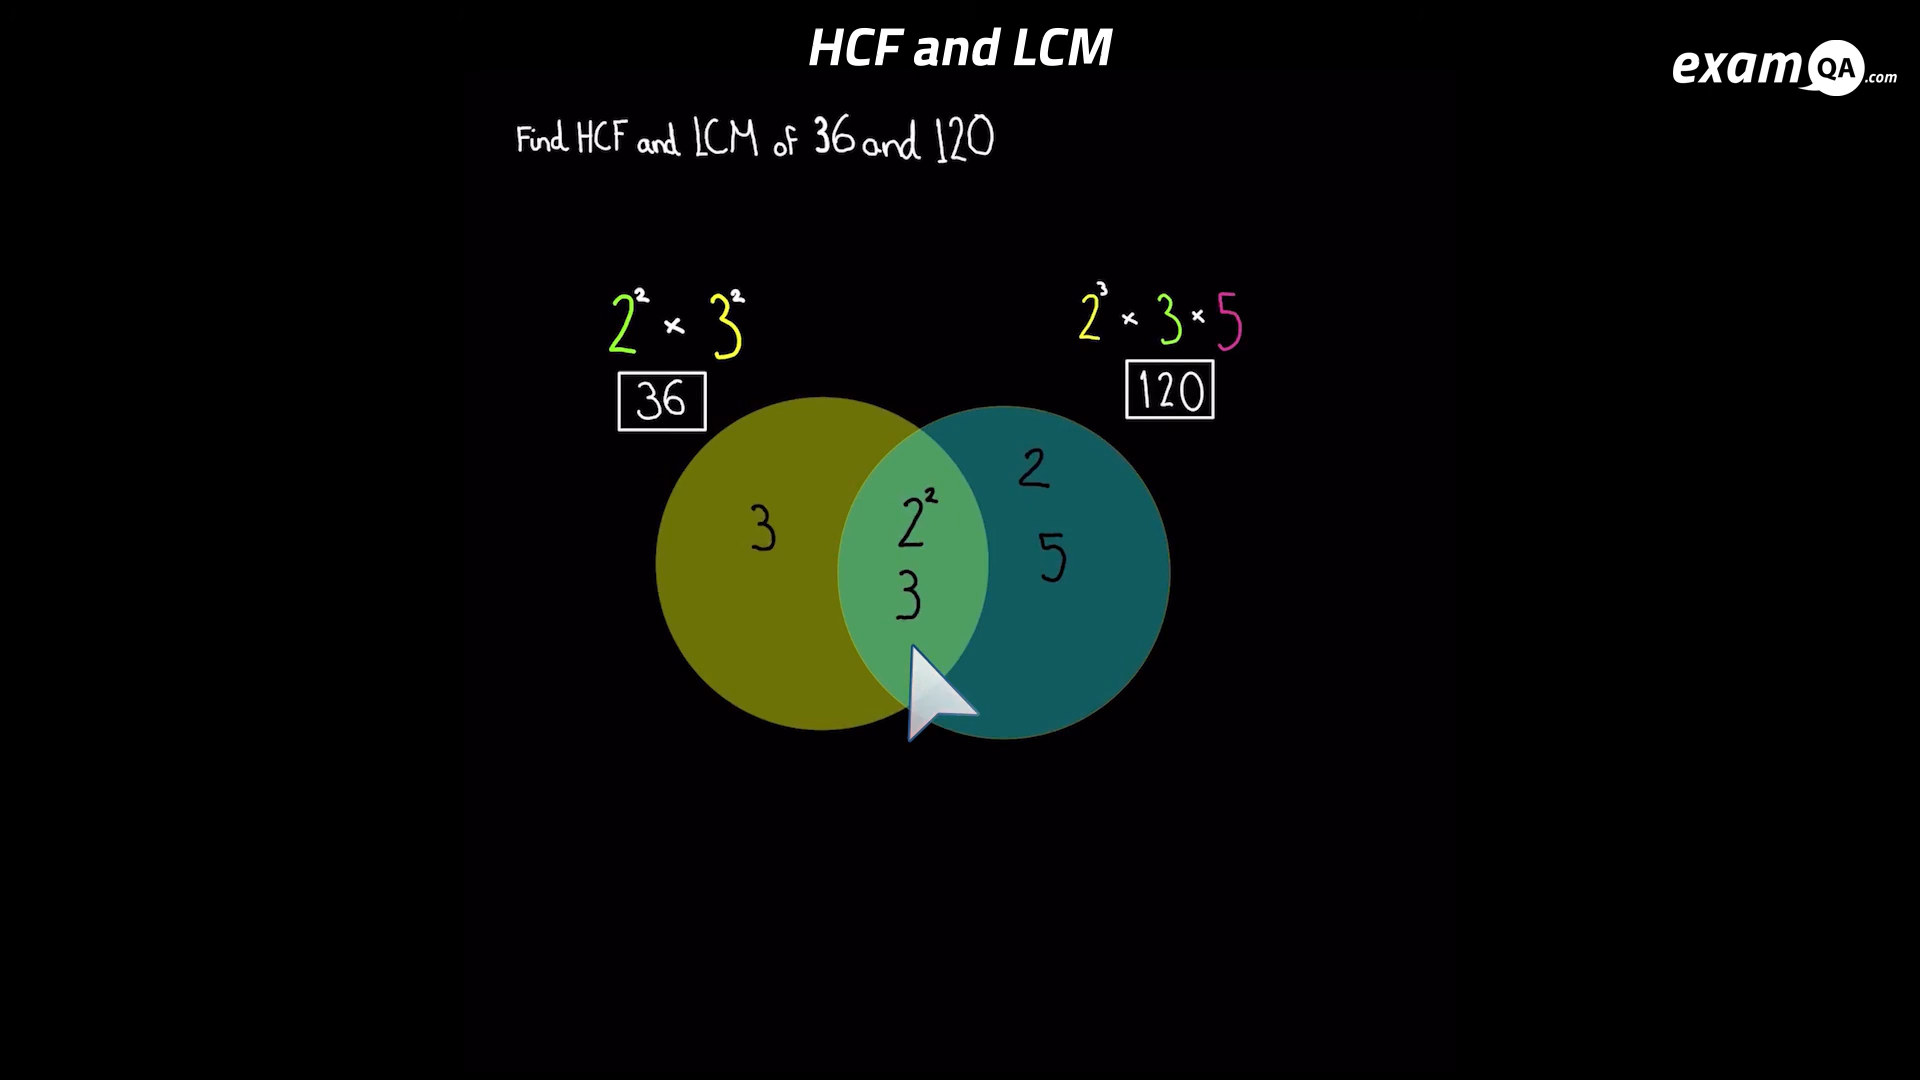 HCF and LCM
examQA.com
Find HCF and LCM of 36 and 120
2² × 3²
2³ × 3 × 5
36
120
2
3
2²
5
3